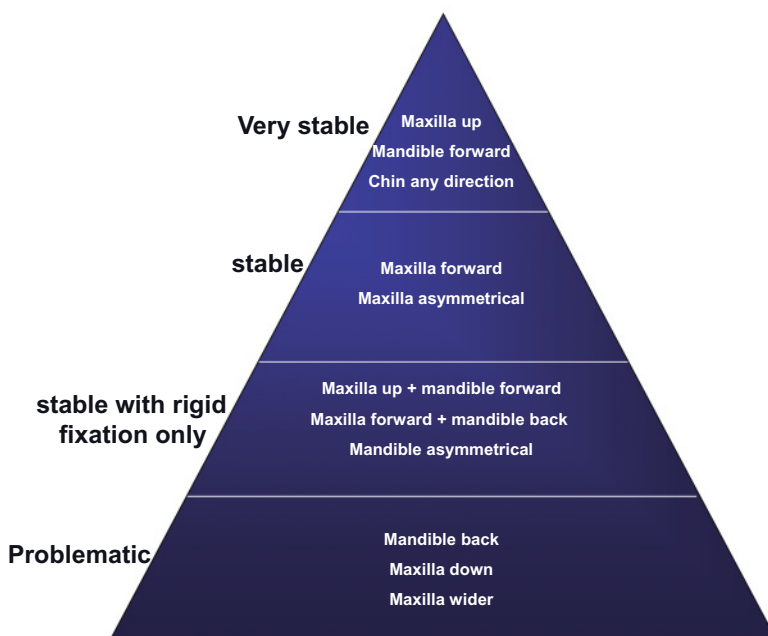 Very stable
Maxilla up
Mandible forward
Chin any direction
stable
Maxilla forward
Maxilla asymmetrical
stable with rigid
fixation only
Maxilla up + mandible forward
Maxilla forward + mandible back
Mandible asymmetrical
Problematic
Mandible back
Maxilla down
Maxilla wider